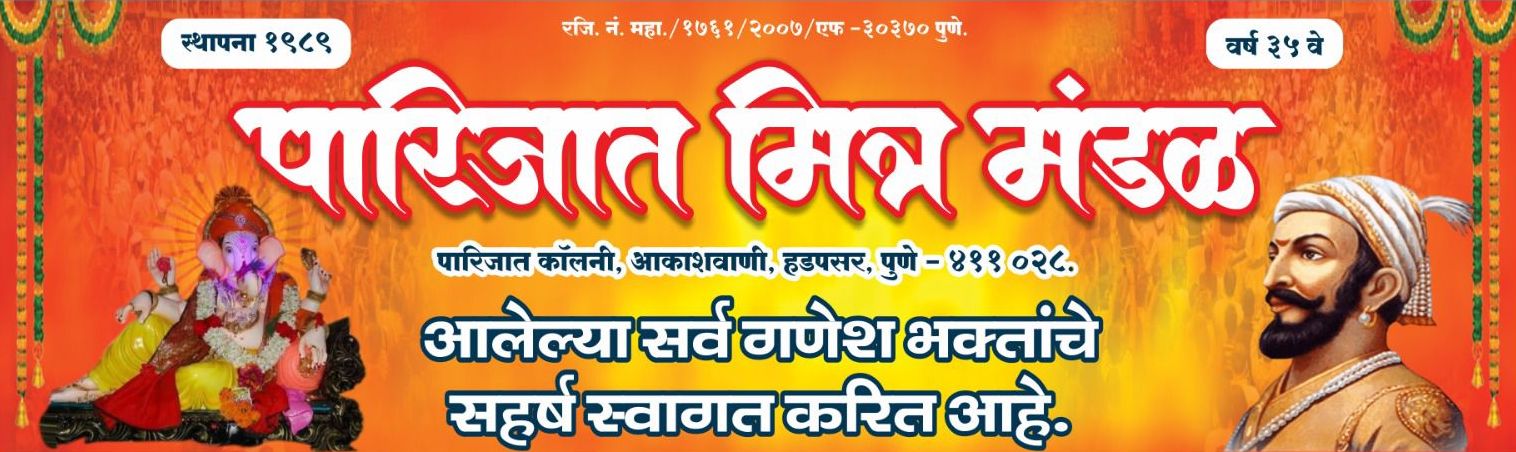 स्थापना १९८९
रजि. नं. महा./१७६१/२००७/एफ -३०३७० पुणे.
वर्ष ३५ वे
पारिजात मित्र मंडळ
पारिजात कॉलनी, आकाशवाणी, हडपसर, पुणे - ४११ ०२८.
आलेल्या सर्व गणेश भक्तांचे
सहर्ष स्वागत करित आहे.